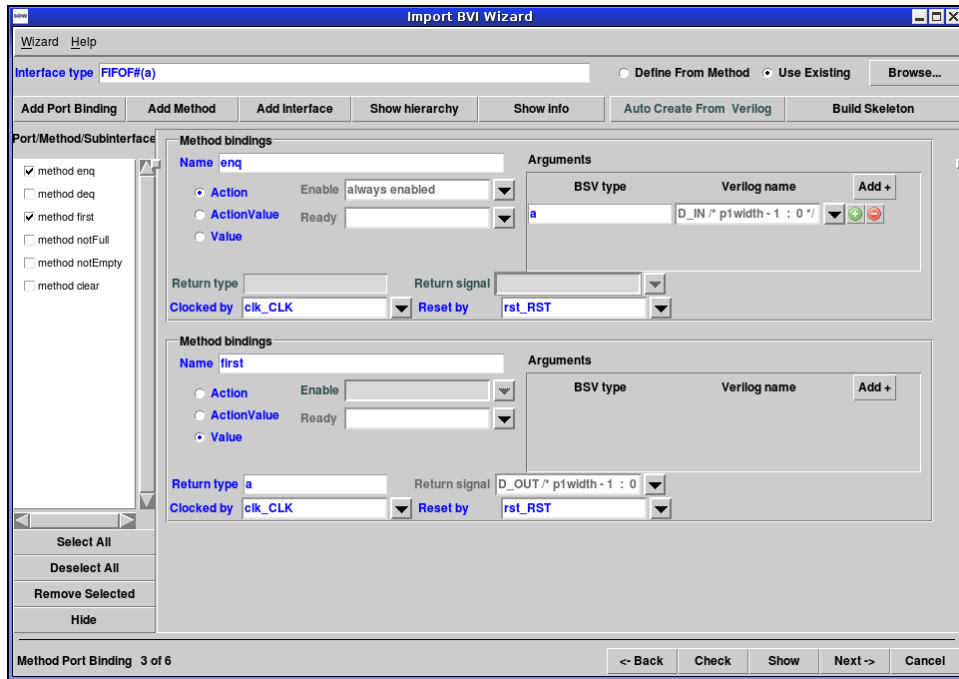 Import BVI Wizard
Wizard Help
Interface type FIFOF#(a) Define From Method Use Existing Browse...
Add Port Binding Add Method Add Interface Show hierarchy Show info Auto Create From Verilog Build Skeleton
Port/Method/Subinterface
method enq
method deq
method first
method notFull
method notEmpty
method clear
Select All
Deselect All
Remove Selected
Hide
Method bindings
Name enq Arguments
Action Enable always enabled BSV type Verilog name Add +
ActionValue Ready a D_IN /* p1width - 1 : 0 */
Value
Return type Return signal
Clocked by clk_CLK Reset by rst_RST
Method bindings
Name first Arguments
Action Enable BSV type Verilog name Add +
ActionValue Ready
Value
Return type a Return signal D_OUT /* p1width - 1 : 0
Clocked by clk_CLK Reset by rst_RST
Method Port Binding 3 of 6 <- Back Check Show Next -> Cancel